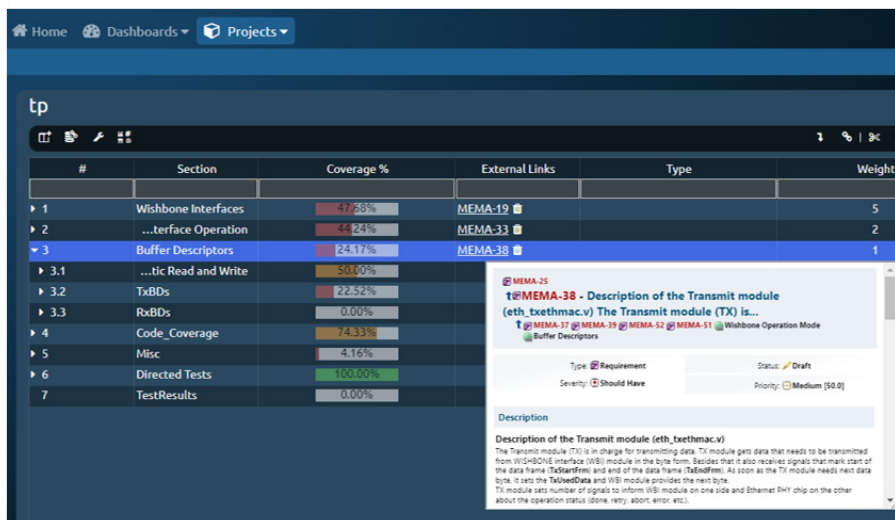 Home Dashboards Projects
tp
# Section Coverage % External Links Type Weight
1 Wishbone Interfaces 47.68% MEMA-19 5
2 ...terface Operation 44.24% MEMA-33 2
3 Buffer Descriptors 24.17% MEMA-38 1
3.1 ...tic Read and Write 50.00%
3.2 TxBDs 22.52%
3.3 RxBDs 0.00%
4 Code_Coverage 74.33%
5 Misc 4.16%
6 Directed Tests 100.00%
7 TestResults 0.00%
MEMA-25
MEMA-38 - Description of the Transmit module
(eth_txethmac.v) The Transmit module (TX) is...
MEMA-37 MEMA-39 MEMA-52 MEMA-51 Wishbone Operation Mode
Buffer Descriptors
Type: Requirement Status: Draft
Severity: Should Have Priority: Medium [50.0]
Description
Description of the Transmit module (eth_txethmac.v)
The Transmit module (TX) is in charge for transmitting data. TX module gets data that needs to be transmitted
from WISHBONE interface (WBI) module in the byte form. Besides that it also receives signals that mark start of
the data frame (TxStartFrm) and end of the data frame (TxEndFrm). As soon as the TX module needs next data
byte, it sets the TxUsedData and WBI module provides the next byte.
TX module sets number of signals to inform WBI module on one side and Ethernet PHY chip on the other
about the operation status (done, retry, abort, error, etc.).